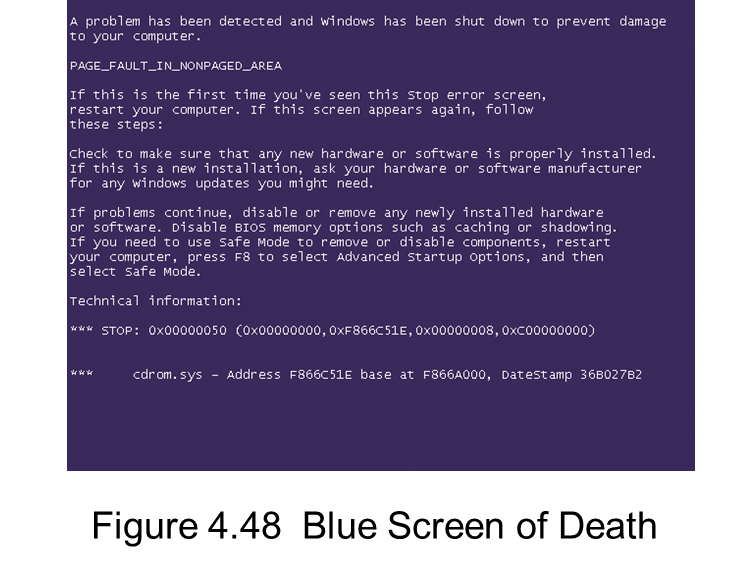 A problem has been detected and Windows has been shut down to prevent damage
to your computer.
PAGE_FAULT_IN_NONPAGED_AREA
If this is the first time you've seen this Stop error screen,
restart your computer. If this screen appears again, follow
these steps:
Check to make sure that any new hardware or software is properly installed.
If this is a new installation, ask your hardware or software manufacturer
for any Windows updates you might need.
If problems continue, disable or remove any newly installed hardware
or software. Disable BIOS memory options such as caching or shadowing.
If you need to use Safe Mode to remove or disable components, restart
your computer, press F8 to select Advanced Startup Options, and then
select Safe Mode.
Technical information:
*** STOP: 0x00000050 (0x00000000,0xF866C51E,0x00000008,0xC0000000)
*** cdrom.sys – Address F866C51E base at F866A000, DateStamp 36B027B2
Figure 4.48 Blue Screen of Death